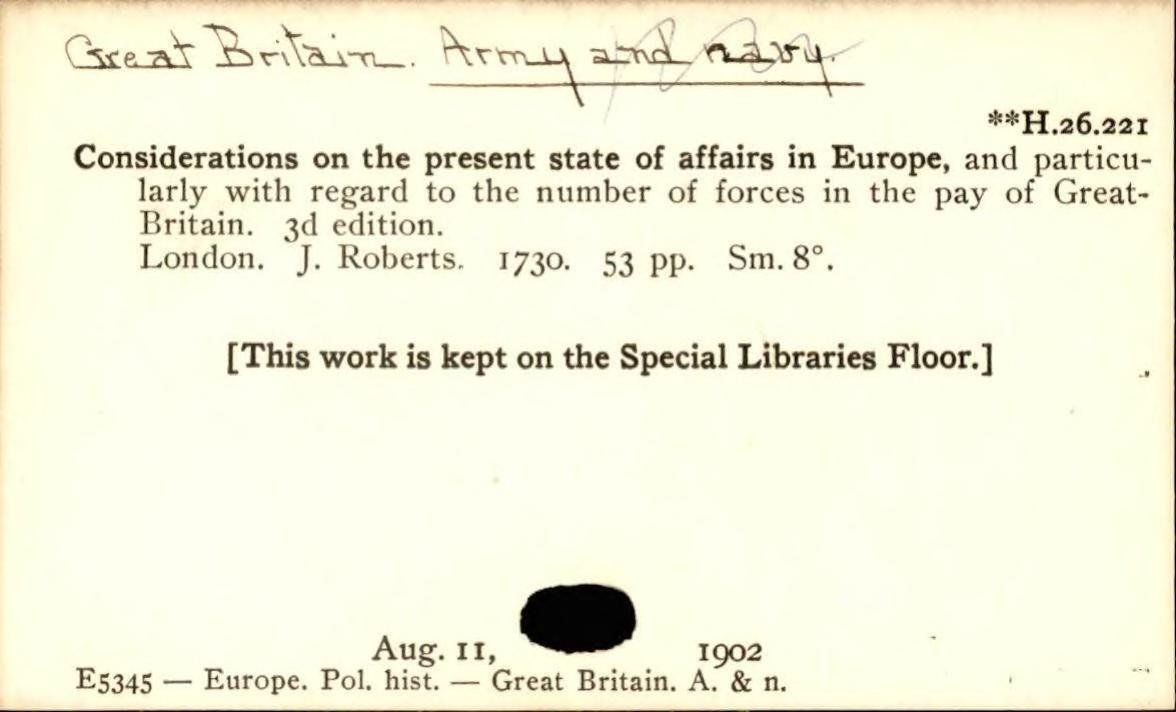 Great Britain. Army and navy.
**H.26.221
Considerations on the present state of affairs in Europe, and particu-
larly with regard to the number of forces in the pay of Great-
Britain. 3d edition.
London. J. Roberts. 1730. 53 pp. Sm. 8°.
[This work is kept on the Special Libraries Floor.]
Aug. 11, 1902
E5345 — Europe. Pol. hist. — Great Britain. A. & n.